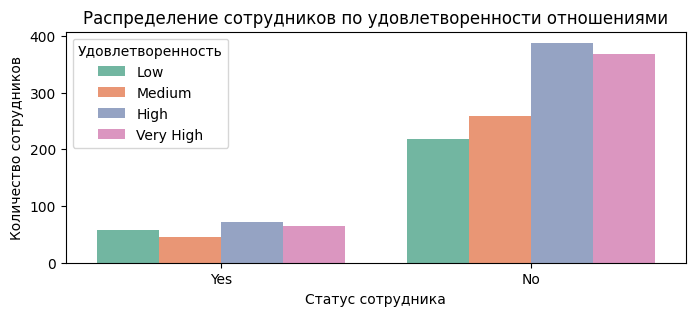 Распределение сотрудников по удовлетворенности отношениями
Количество сотрудников
400
300
200
100
0
Удовлетворенность
Low
Medium
High
Very High
Yes
No
Статус сотрудника